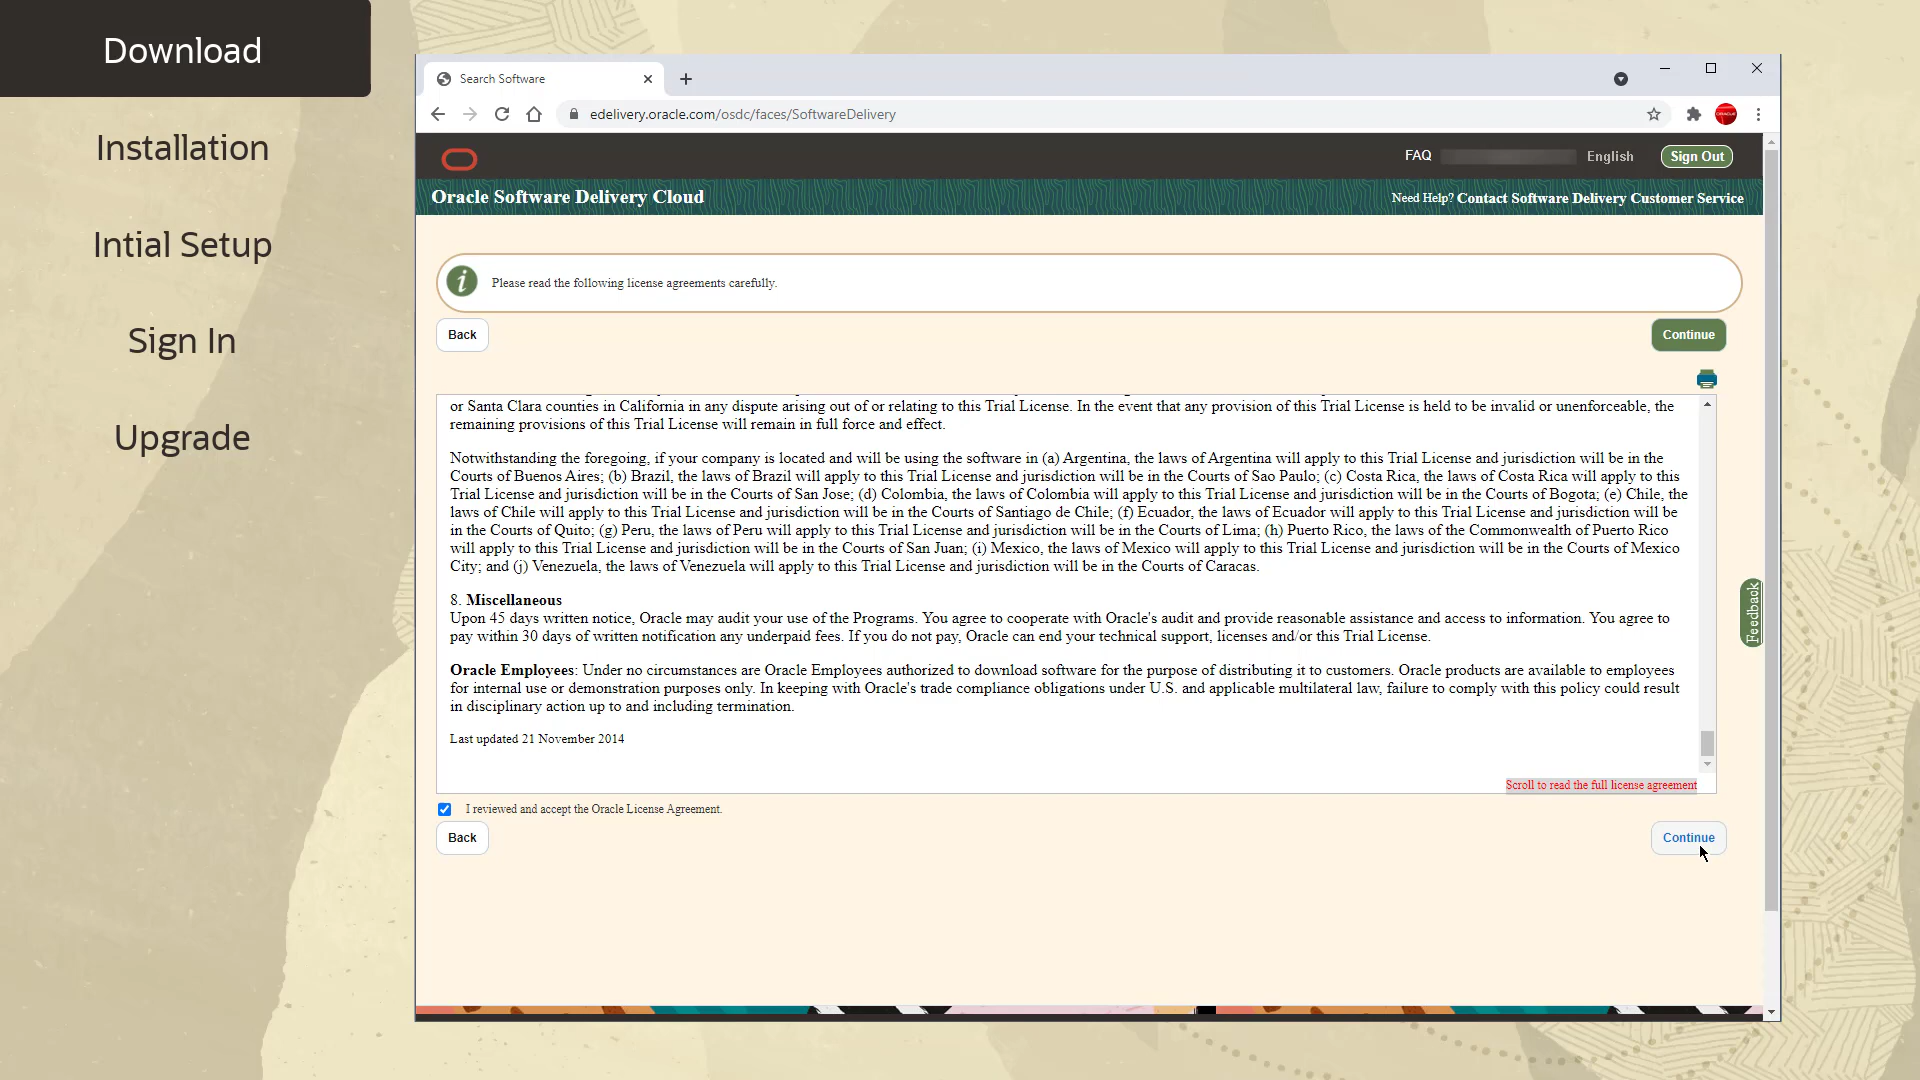 Download
Installation
Intial Setup
Sign In
Upgrade
Search Software
edelivery.oracle.com/osdc/faces/SoftwareDelivery
FAQ
English
Sign Out
Oracle Software Delivery Cloud
Need Help? Contact Software Delivery Customer Service
Please read the following license agreements carefully.
Back
Continue
or Santa Clara counties in California in any dispute arising out of or relating to this Trial License. In the event that any provision of this Trial License is held to be invalid or unenforceable, the
remaining provisions of this Trial License will remain in full force and effect.
Notwithstanding the foregoing, if your company is located and will be using the software in (a) Argentina, the laws of Argentina will apply to this Trial License and jurisdiction will be in the
Courts of Buenos Aires; (b) Brazil, the laws of Brazil will apply to this Trial License and jurisdiction will be in the Courts of Sao Paulo; (c) Costa Rica, the laws of Costa Rica will apply to this
Trial License and jurisdiction will be in the Courts of San Jose; (d) Colombia, the laws of Colombia will apply to this Trial License and jurisdiction will be in the Courts of Bogota; (e) Chile, the
laws of Chile will apply to this Trial License and jurisdiction will be in the Courts of Santiago de Chile; (f) Ecuador, the laws of Ecuador will apply to this Trial License and jurisdiction will be
in the Courts of Quito; (g) Peru, the laws of Peru will apply to this Trial License and jurisdiction will be in the Courts of Lima; (h) Puerto Rico, the laws of the Commonwealth of Puerto Rico
will apply to this Trial License and jurisdiction will be in the Courts of San Juan; (i) Mexico, the laws of Mexico will apply to this Trial License and jurisdiction will be in the Courts of Mexico
City; and (j) Venezuela, the laws of Venezuela will apply to this Trial License and jurisdiction will be in the Courts of Caracas.
8. Miscellaneous
Upon 45 days written notice, Oracle may audit your use of the Programs. You agree to cooperate with Oracle's audit and provide reasonable assistance and access to information. You agree to
pay within 30 days of written notification any underpaid fees. If you do not pay, Oracle can end your technical support, licenses and/or this Trial License.
Oracle Employees: Under no circumstances are Oracle Employees authorized to download software for the purpose of distributing it to customers. Oracle products are available to employees
for internal use or demonstration purposes only. In keeping with Oracle's trade compliance obligations under U.S. and applicable multilateral law, failure to comply with this policy could result
in disciplinary action up to and including termination.
Last updated 21 November 2014
Scroll to read the full license agreement
I reviewed and accept the Oracle License Agreement.
Back
Continue
Feedback